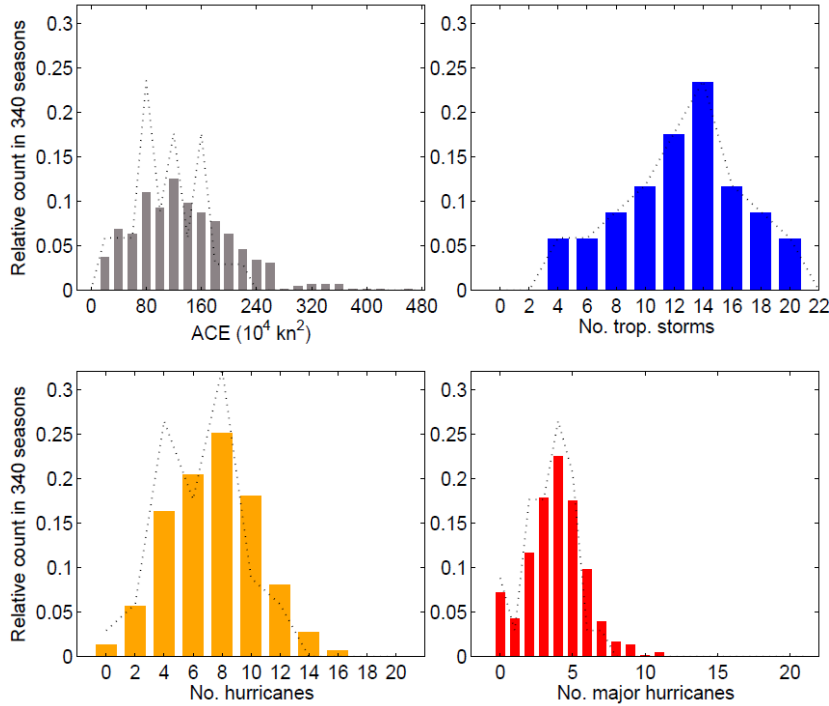 Relative count in 340 seasons
0.3
0.25
0.2
0.15
0.1
0.05
0
0 80 160 240 320 400 480
ACE (10⁴ kn²)
0.3
0.25
0.2
0.15
0.1
0.05
0
0 2 4 6 8 10 12 14 16 18 20 22
No. trop. storms
Relative count in 340 seasons
0.3
0.25
0.2
0.15
0.1
0.05
0
0 2 4 6 8 10 12 14 16 18 20
No. hurricanes
0.3
0.25
0.2
0.15
0.1
0.05
0
0 5 10 15 20
No. major hurricanes